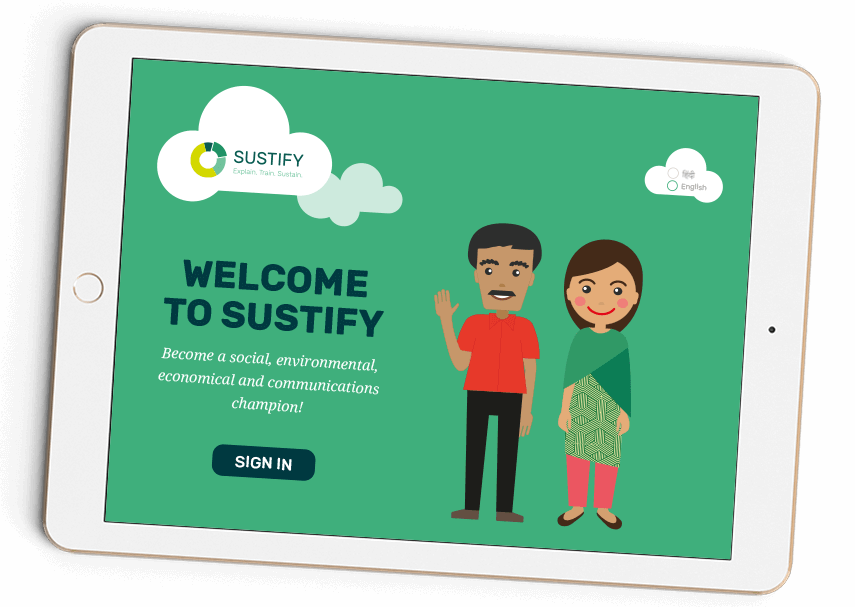 SUSTIFY
Explain. Train. Sustain.
English
WELCOME
TO SUSTIFY
Become a social, environmental,
economical and communications
champion!
SIGN IN